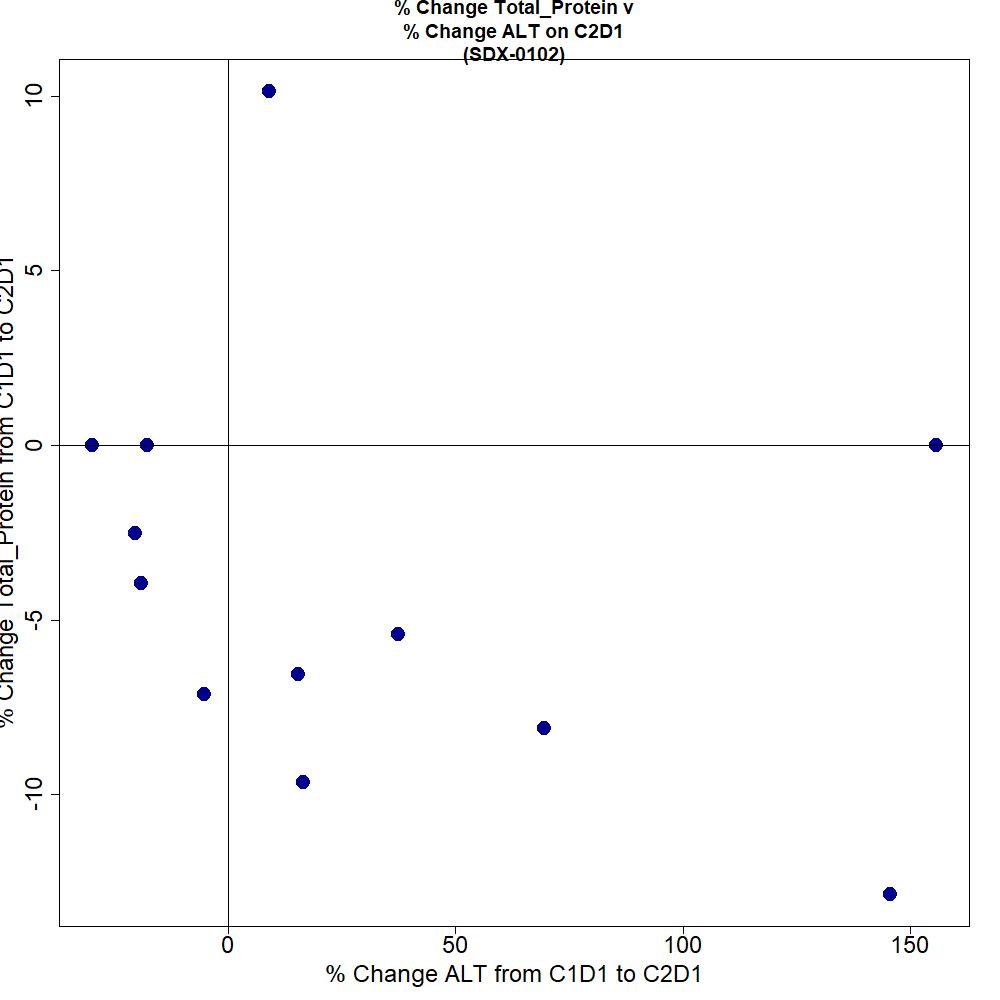 % Change Total_Protein v
% Change ALT on C2D1
(SDX-0102)
10
5
0
-5
-10
% Change Total_Protein from C1D1 to C2D1
0
50
100
150
% Change ALT from C1D1 to C2D1